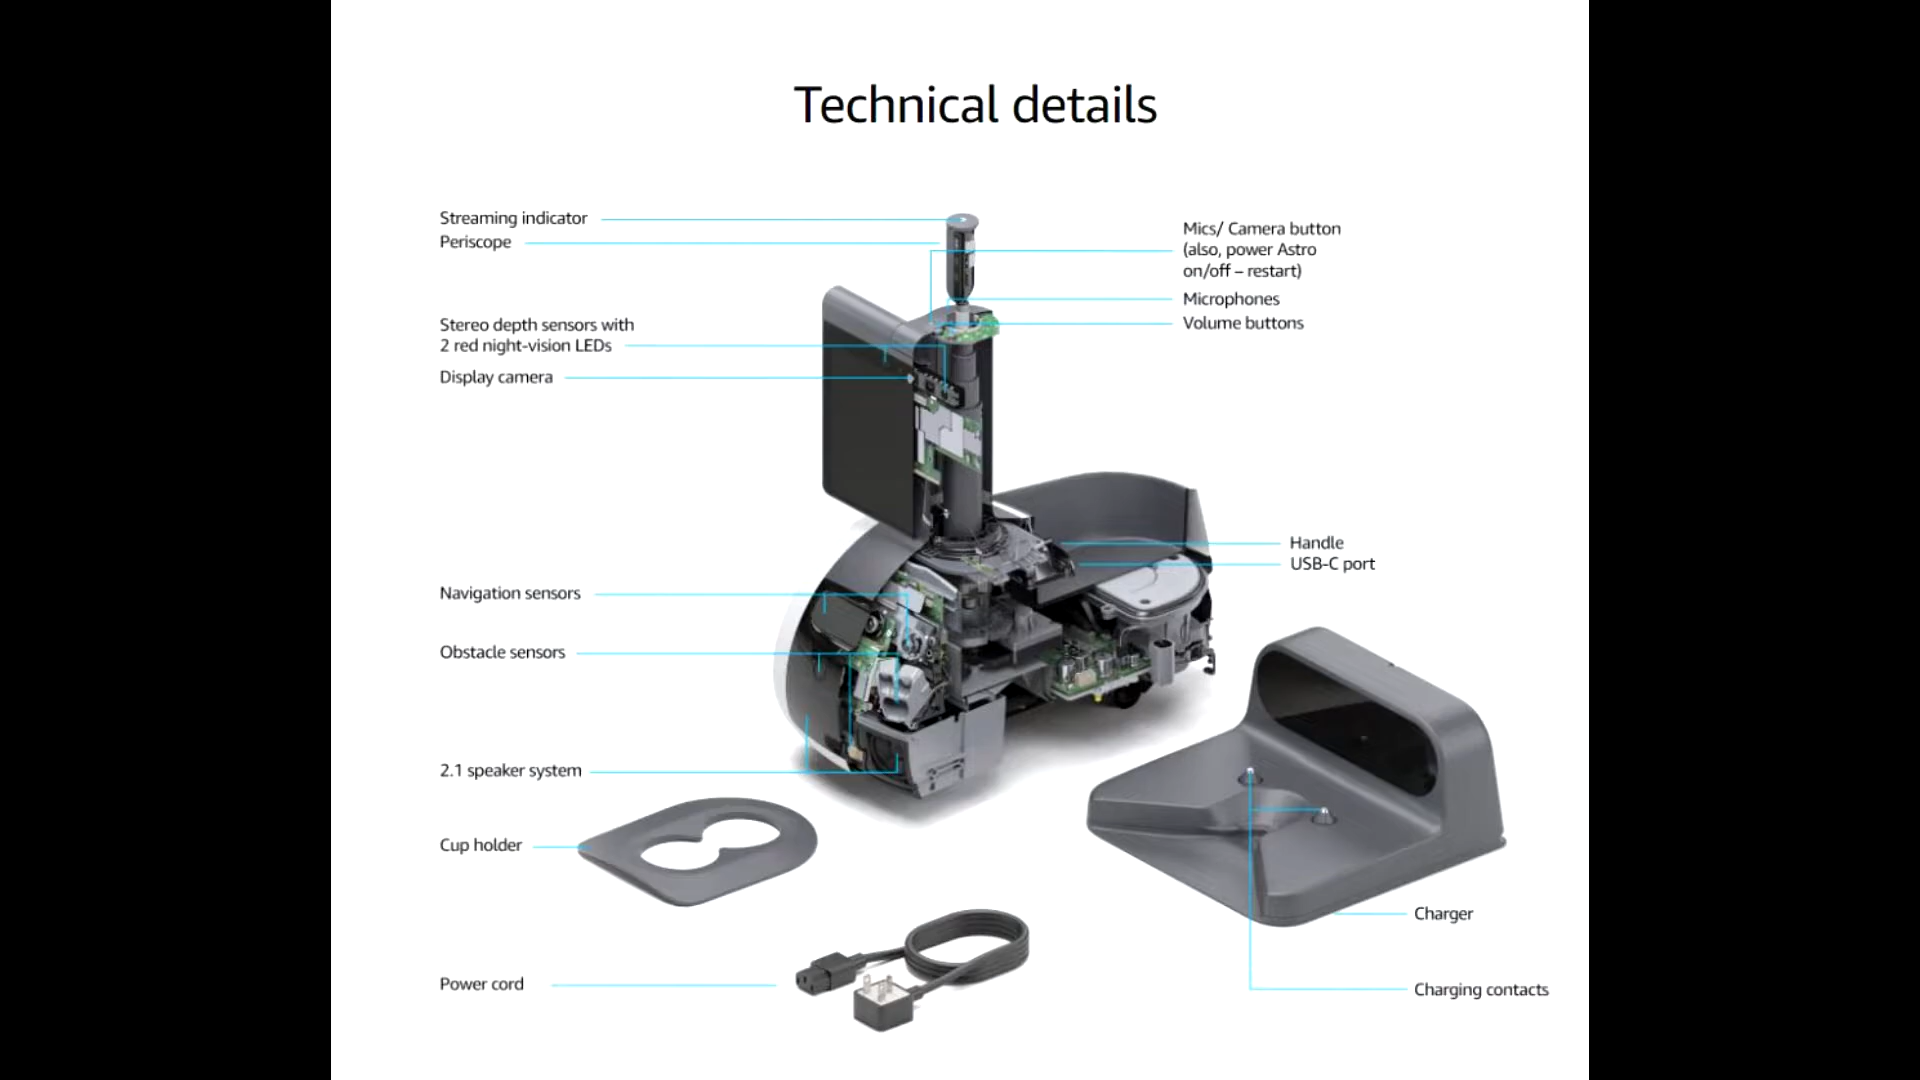 Technical details
Streaming indicator
Periscope
Stereo depth sensors with
2 red night-vision LEDs
Display camera
Navigation sensors
Obstacle sensors
2.1 speaker system
Cup holder
Power cord
Mics/ Camera button
(also, power Astro
on/off – restart)
Microphones
Volume buttons
Handle
USB-C port
Charger
Charging contacts